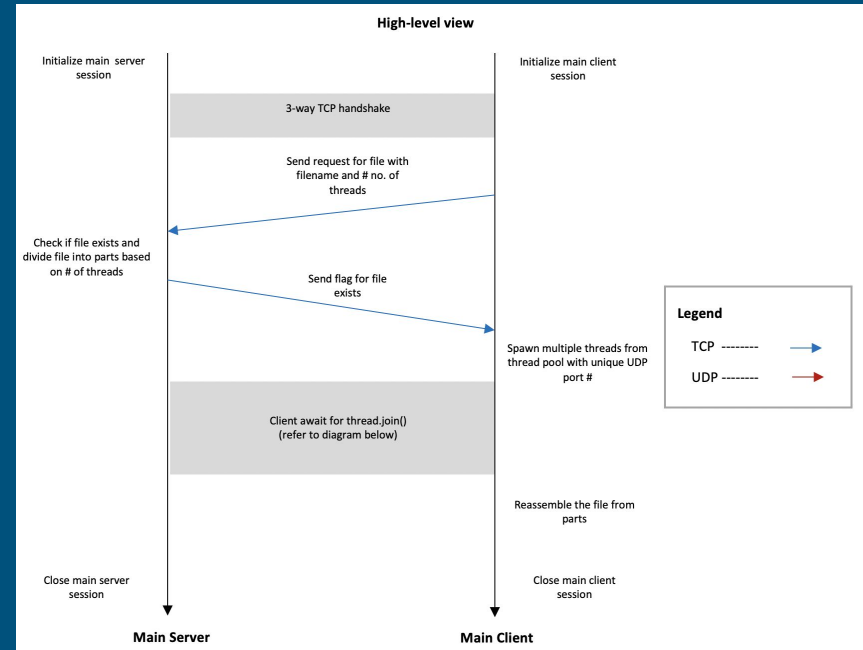 High-level view
Initialize main server
session
Initialize main client
session
3-way TCP handshake
Send request for file with
filename and # no. of
threads
Check if file exists and
divide file into parts based
on # of threads
Send flag for file
exists
Legend
TCP --------
UDP --------
Spawn multiple threads from
thread pool with unique UDP
port #
Client await for thread.join()
(refer to diagram below)
Reassemble the file from
parts
Close main server
session
Close main client
session
Main Server
Main Client